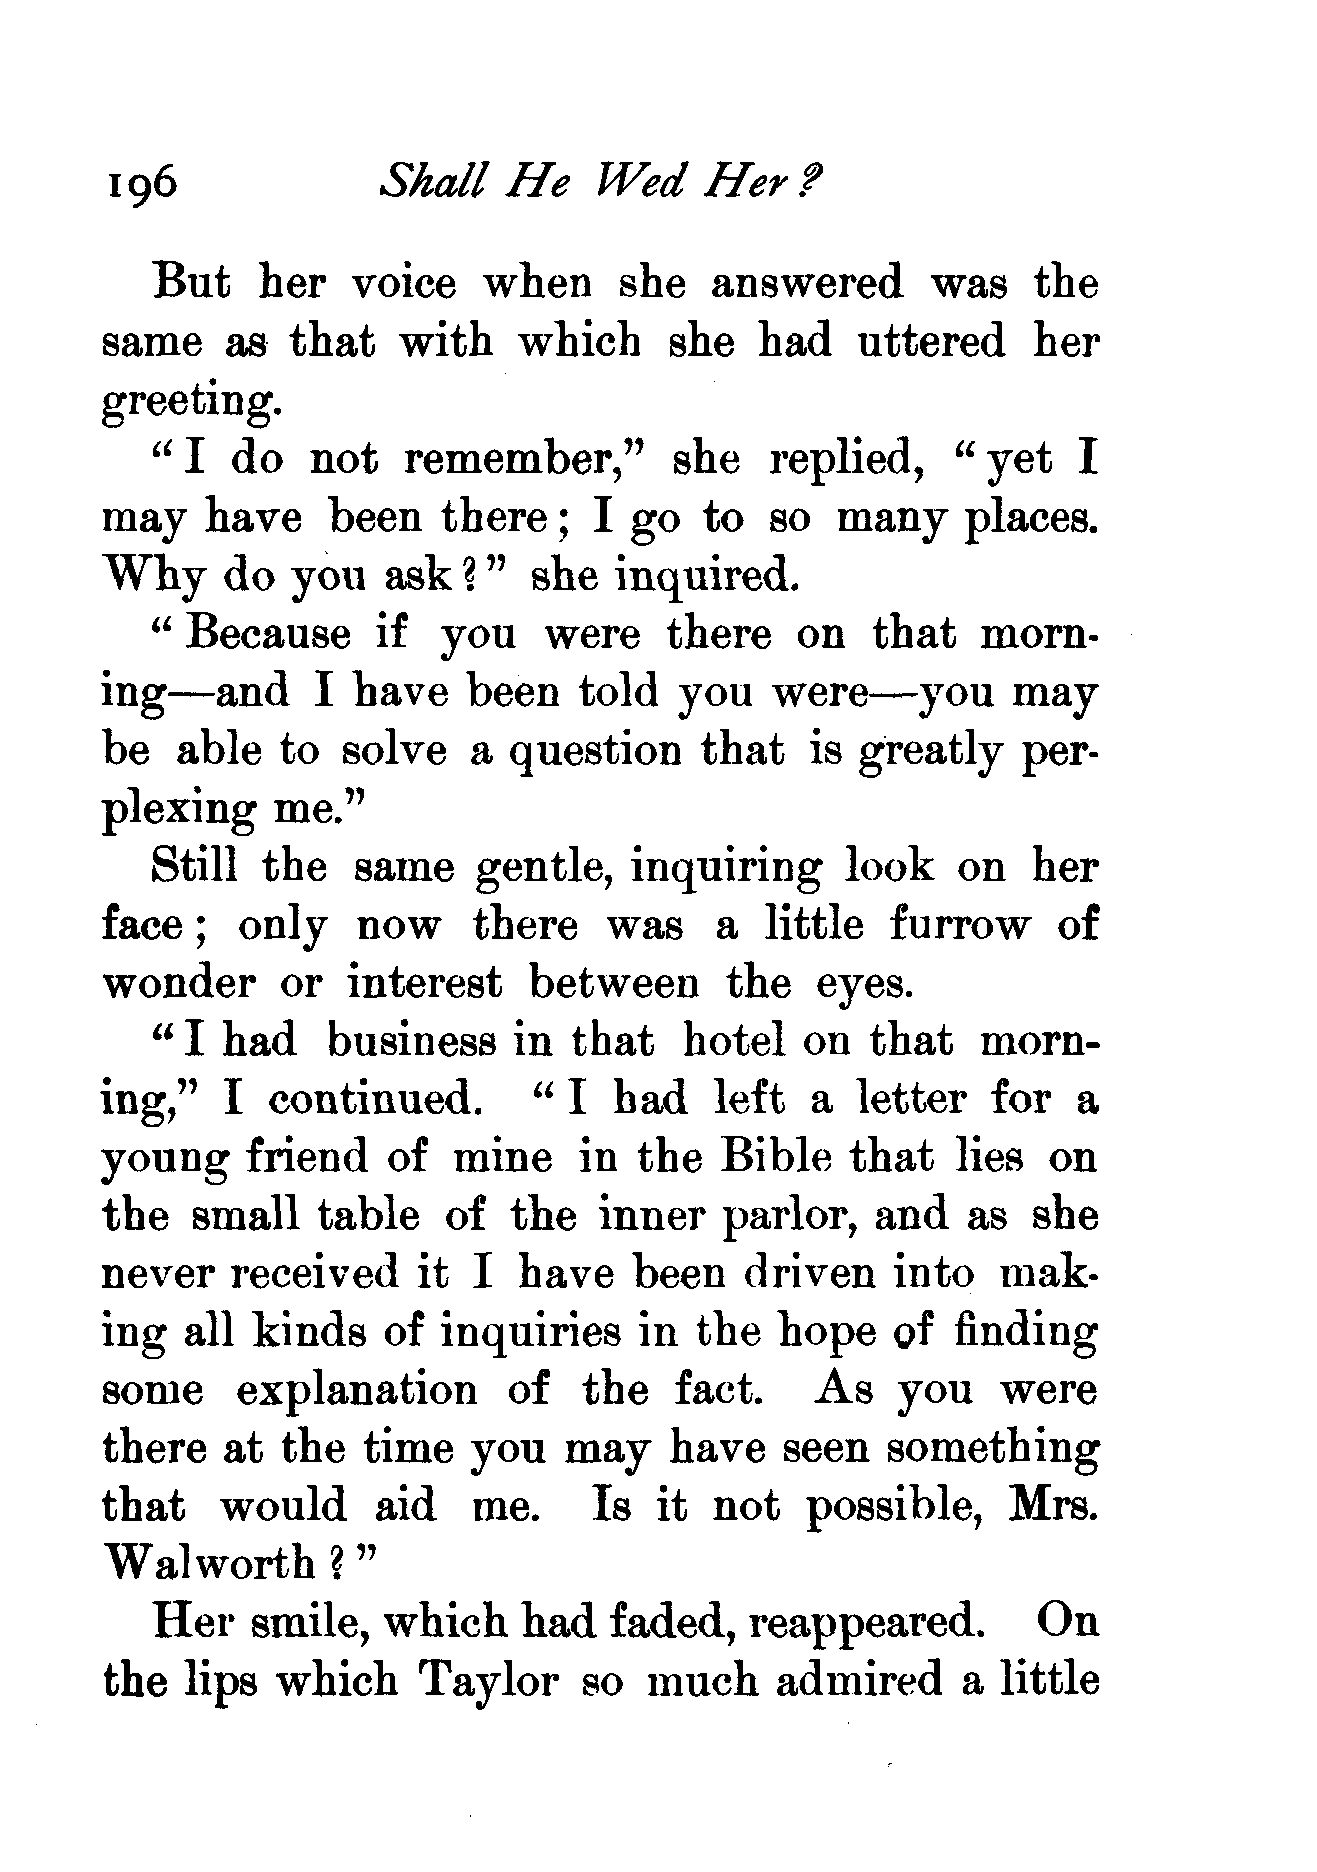 196 Shall He Wed Her?
But her voice when she answered was the
same as that with which she had uttered her
greeting.
"I do not remember," she replied, "yet I
may have been there; I go to so many places.
Why do you ask?" she inquired.
"Because if you were there on that morn-
ing—and I have been told you were—you may
be able to solve a question that is greatly per-
plexing me."
Still the same gentle, inquiring look on her
face; only now there was a little furrow of
wonder or interest between the eyes.
"I had business in that hotel on that morn-
ing," I continued. "I had left a letter for a
young friend of mine in the Bible that lies on
the small table of the inner parlor, and as she
never received it I have been driven into mak-
ing all kinds of inquiries in the hope of finding
some explanation of the fact. As you were
there at the time you may have seen something
that would aid me. Is it not possible, Mrs.
Walworth?"
Her smile, which had faded, reappeared. On
the lips which Taylor so much admired a little